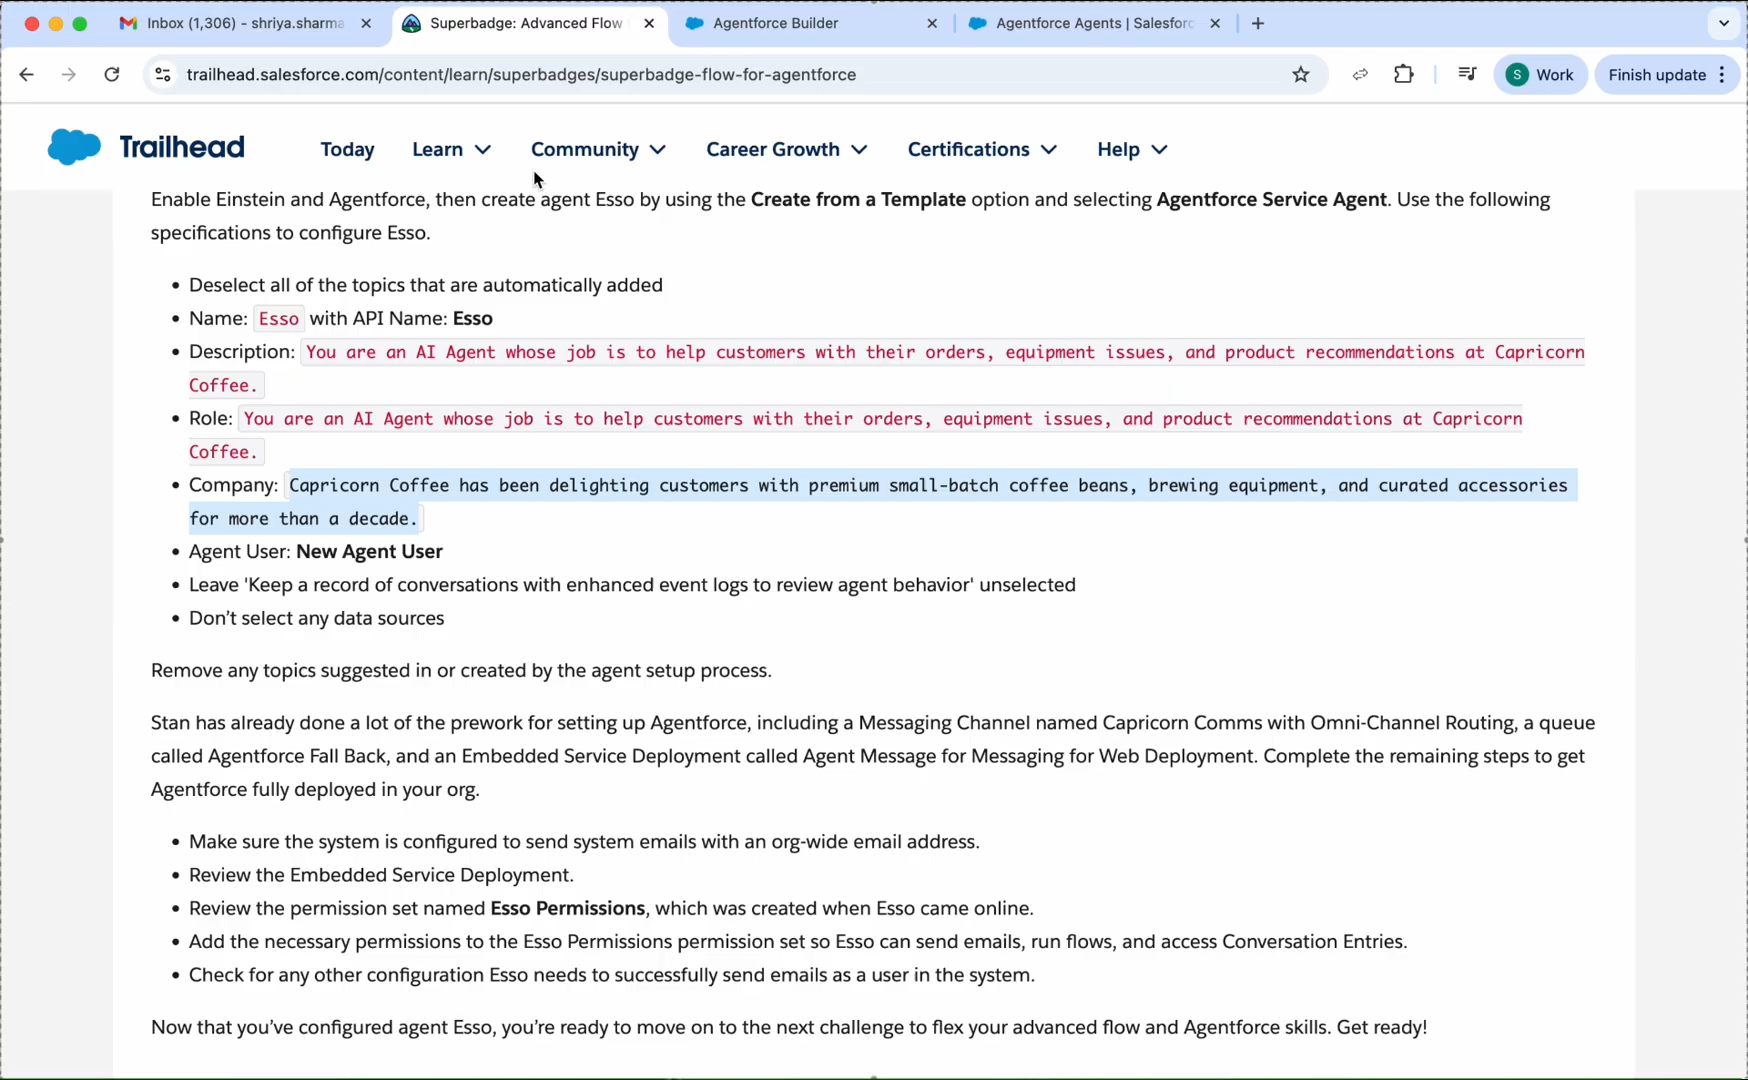 Inbox (1,306) - shriya.sharma
Superbadge: Advanced Flow
Agentforce Builder
Agentforce Agents | Salesforc
trailhead.salesforce.com/content/learn/superbadges/superbadge-flow-for-agentforce
S Work
Finish update
Trailhead
Today
Learn
Community
Career Growth
Certifications
Help
Enable Einstein and Agentforce, then create agent Esso by using the Create from a Template option and selecting Agentforce Service Agent. Use the following
specifications to configure Esso.
• Deselect all of the topics that are automatically added
• Name: Esso with API Name: Esso
• Description: You are an AI Agent whose job is to help customers with their orders, equipment issues, and product recommendations at Capricorn
Coffee.
• Role: You are an AI Agent whose job is to help customers with their orders, equipment issues, and product recommendations at Capricorn
Coffee.
• Company: Capricorn Coffee has been delighting customers with premium small-batch coffee beans, brewing equipment, and curated accessories
for more than a decade.
• Agent User: New Agent User
• Leave 'Keep a record of conversations with enhanced event logs to review agent behavior' unselected
• Don’t select any data sources
Remove any topics suggested in or created by the agent setup process.
Stan has already done a lot of the prework for setting up Agentforce, including a Messaging Channel named Capricorn Comms with Omni-Channel Routing, a queue
called Agentforce Fall Back, and an Embedded Service Deployment called Agent Message for Messaging for Web Deployment. Complete the remaining steps to get
Agentforce fully deployed in your org.
• Make sure the system is configured to send system emails with an org-wide email address.
• Review the Embedded Service Deployment.
• Review the permission set named Esso Permissions, which was created when Esso came online.
• Add the necessary permissions to the Esso Permissions permission set so Esso can send emails, run flows, and access Conversation Entries.
• Check for any other configuration Esso needs to successfully send emails as a user in the system.
Now that you’ve configured agent Esso, you’re ready to move on to the next challenge to flex your advanced flow and Agentforce skills. Get ready!